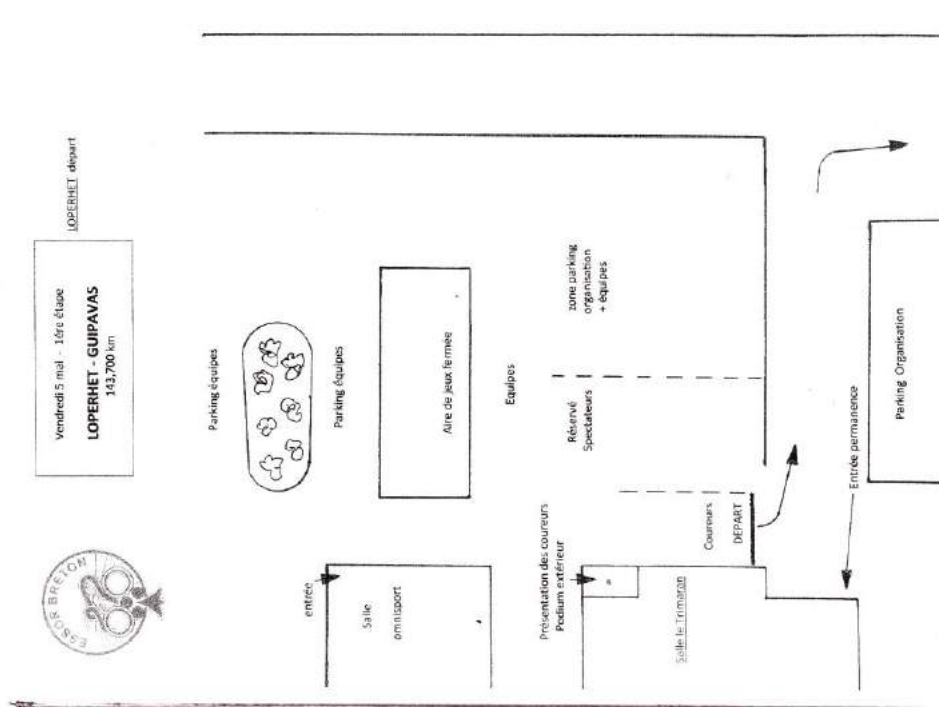 ESSOR BRETON
Vendredi 5 mai - 1ère étape
LOPERHET - GUIPAVAS
143,700 km
LOPERHET départ
Parking équipes
Parking équipes
entrée
Salle
omnisport
Aire de jeux fermée
Equipes
Présentation des coureurs
Podium extérieur
Réservé
Spectateurs
zone parking
organisation
+ équipes
Salle le Trimaran
Coureurs
DEPART
Entrée permanence
Parking Organisation